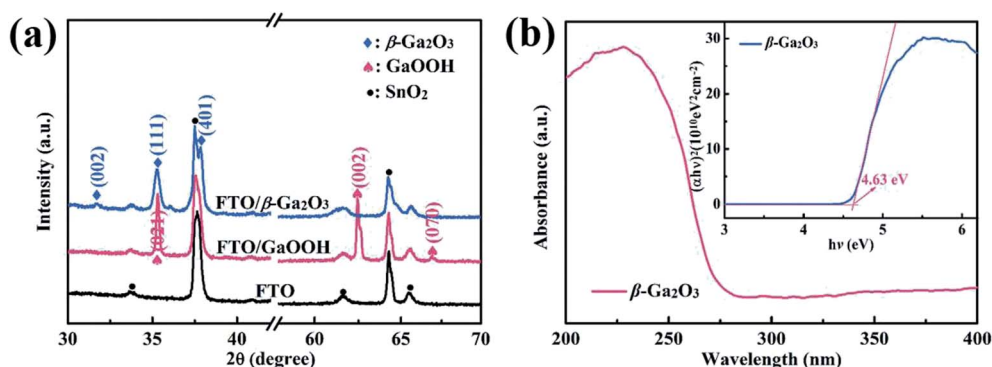 (a)
◆: β-Ga2O3
♠: GaOOH
●: SnO2
(002)
(111)
(401)
(021)
(002)
(070)
FTO/β-Ga2O3
FTO/GaOOH
FTO
Intensity (a.u.)
30 35 40 60 65 70
2θ (degree)
(b)
β-Ga2O3
(αhν)2(1010eV2cm-2)
30
20
10
0
4.63 eV
3 4 5 6
hν (eV)
Absorbance (a.u.)
β-Ga2O3
200 250 300 350 400
Wavelength (nm)